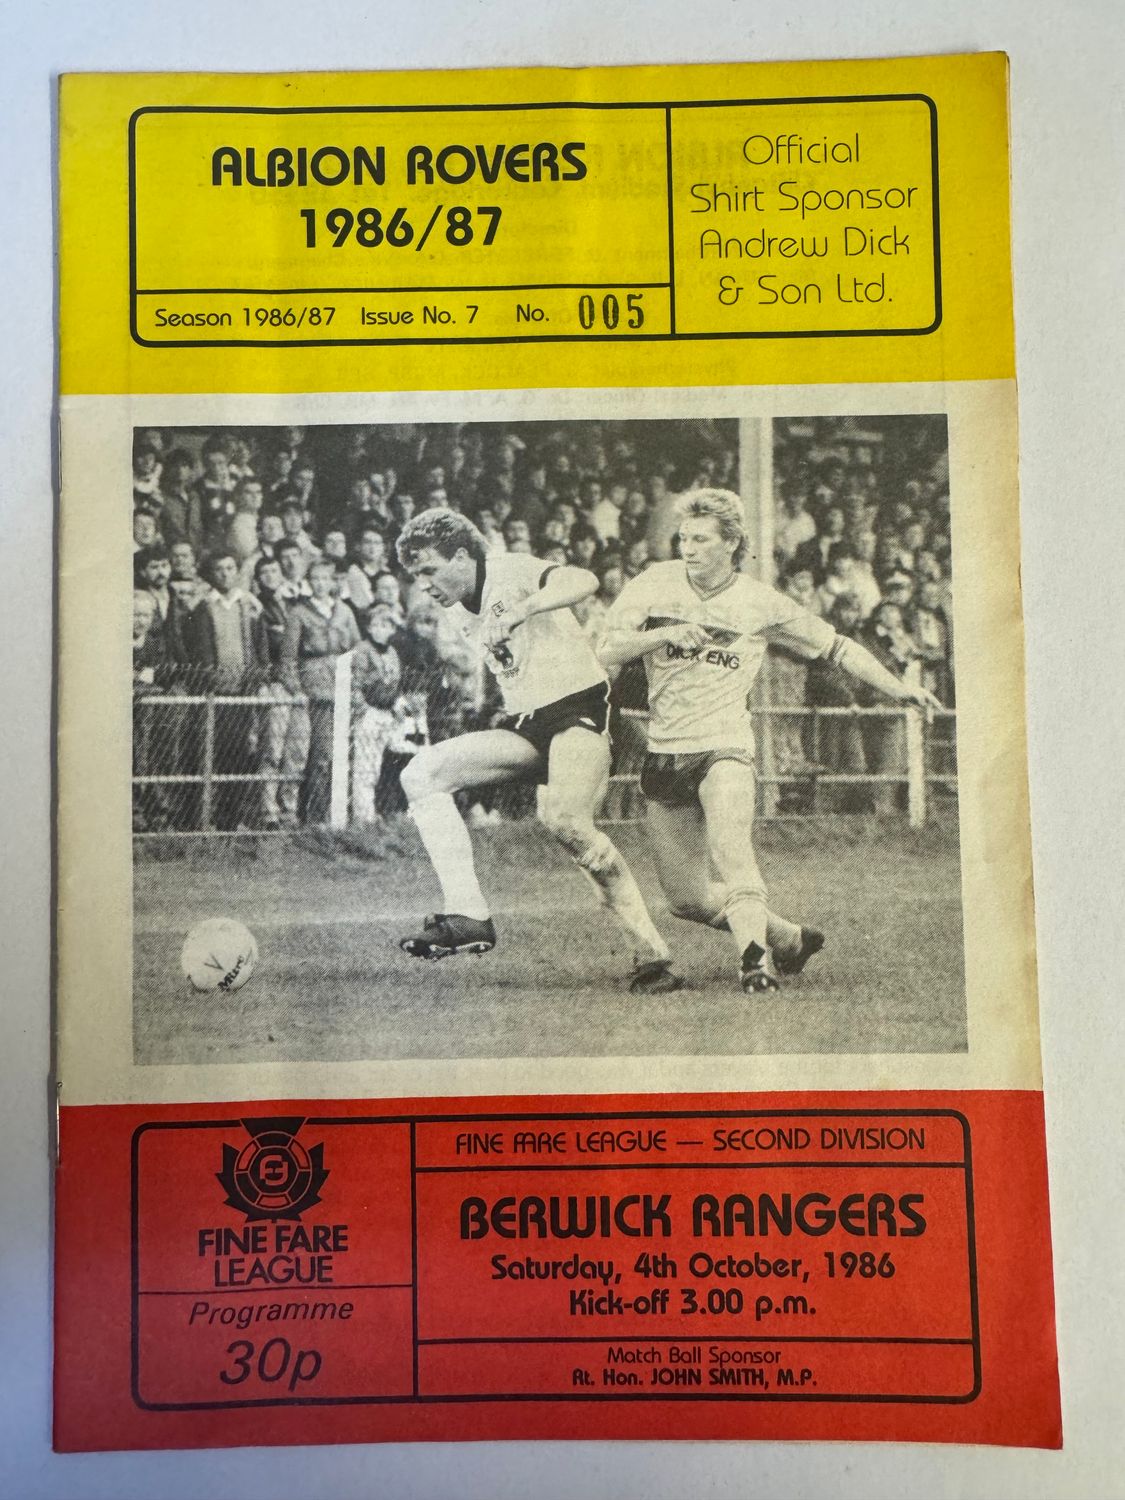 ALBION ROVERS
1986/87
Season 1986/87 Issue No. 7 No. 005
Official
Shirt Sponsor
Andrew Dick
& Son Ltd.
DICK ENG
Mitre
FINE FARE
LEAGUE
Programme
30p
FINE FARE LEAGUE — SECOND DIVISION
BERWICK RANGERS
Saturday, 4th October, 1986
Kick-off 3.00 p.m.
Match Ball Sponsor
Rt. Hon. JOHN SMITH, M.P.